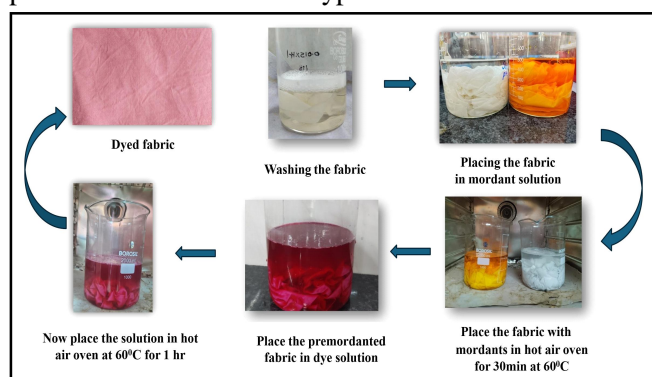 Dyed fabric
Washing the fabric
Placing the fabric
in mordant solution
Place the fabric with
mordants in hot air oven
for 30min at 60⁰C
Place the premordanted
fabric in dye solution
Now place the solution in hot
air oven at 60⁰C for 1 hr